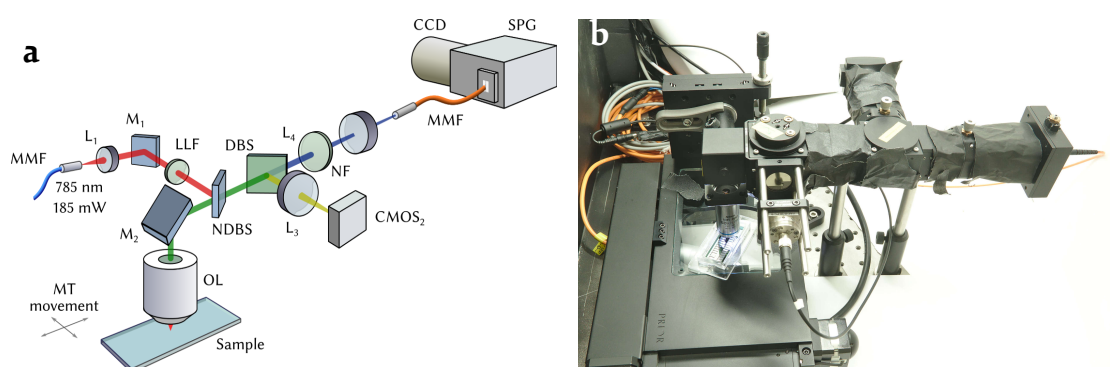 a
CCD
SPG
MMF
L4
NF
DBS
M1
L1
LLF
MMF
785 nm
185 mW
M2
NDBS
L3
CMOS2
OL
MT
movement
Sample
b
PRIOR